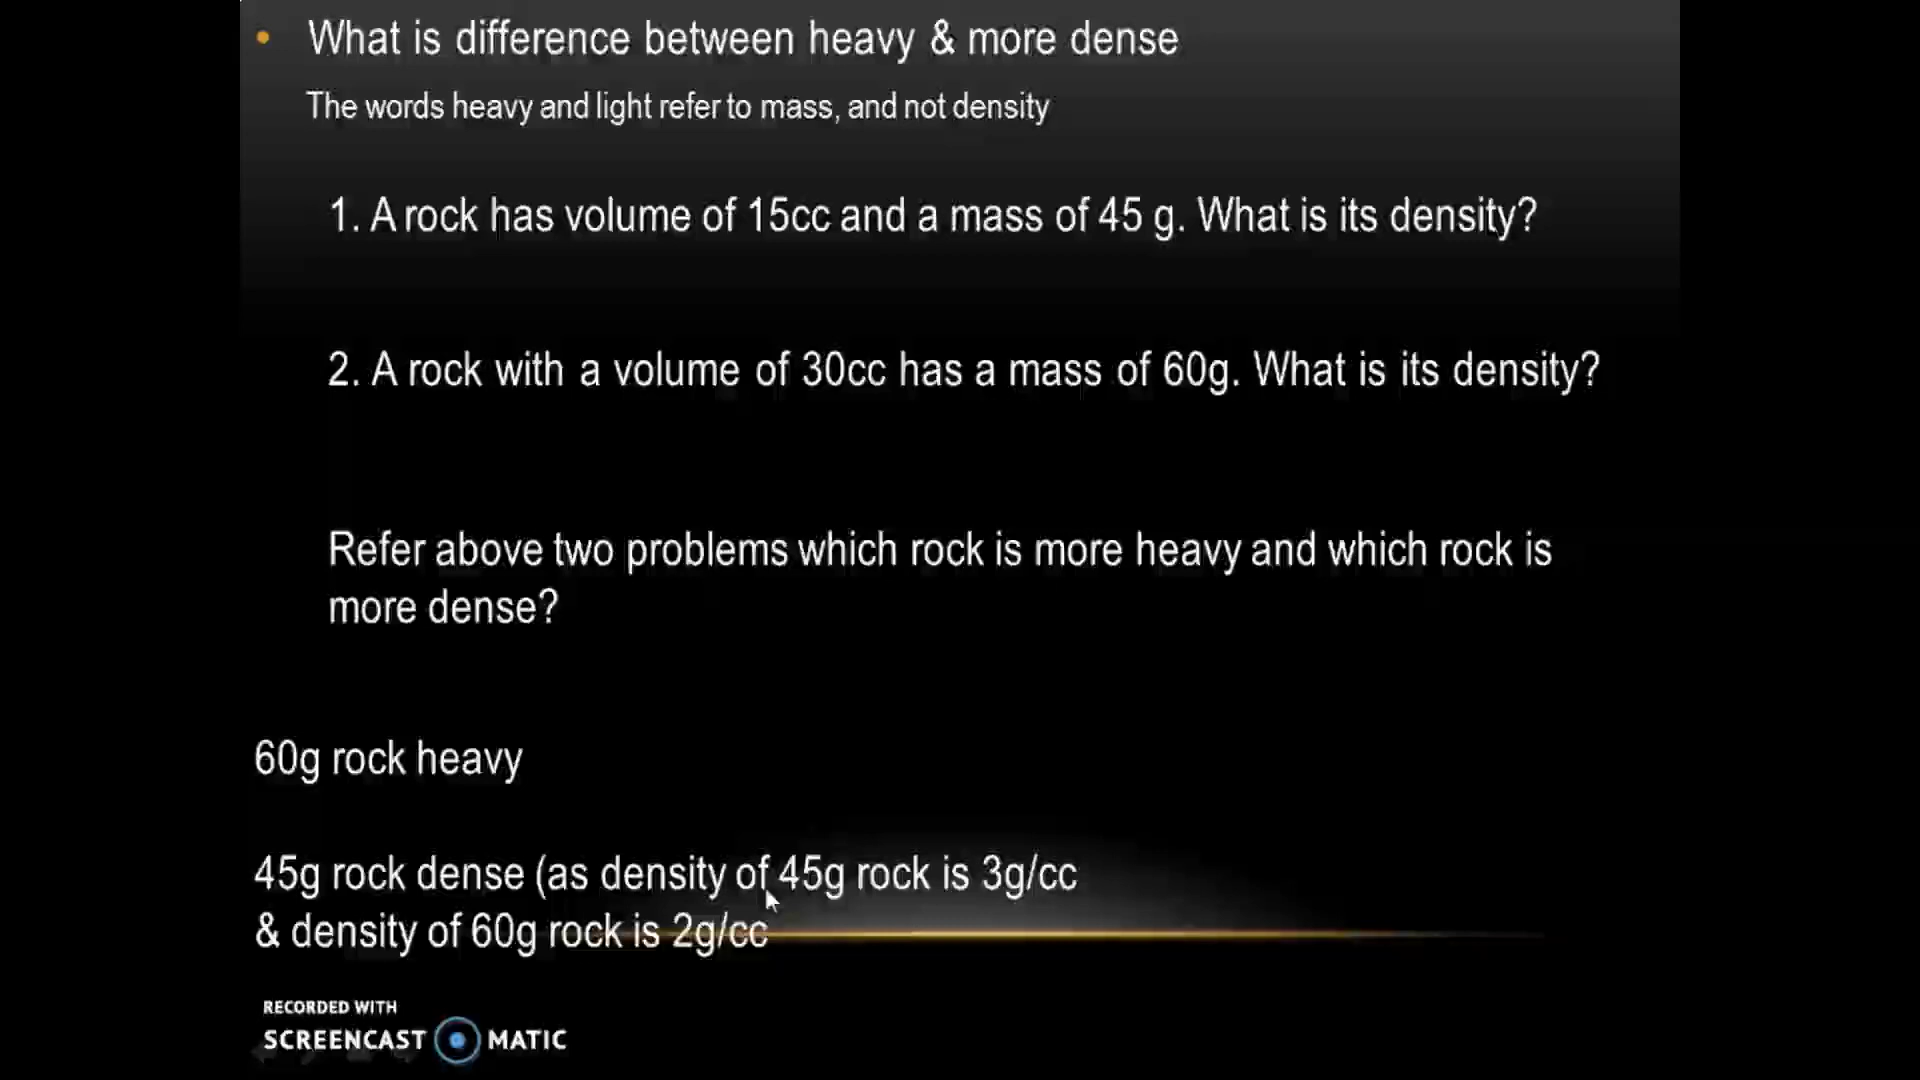 • What is difference between heavy & more dense
The words heavy and light refer to mass, and not density
1. A rock has volume of 15cc and a mass of 45 g. What is its density?
2. A rock with a volume of 30cc has a mass of 60g. What is its density?
Refer above two problems which rock is more heavy and which rock is
more dense?
60g rock heavy
45g rock dense (as density of 45g rock is 3g/cc
& density of 60g rock is 2g/cc
RECORDED WITH
SCREENCAST MATIC